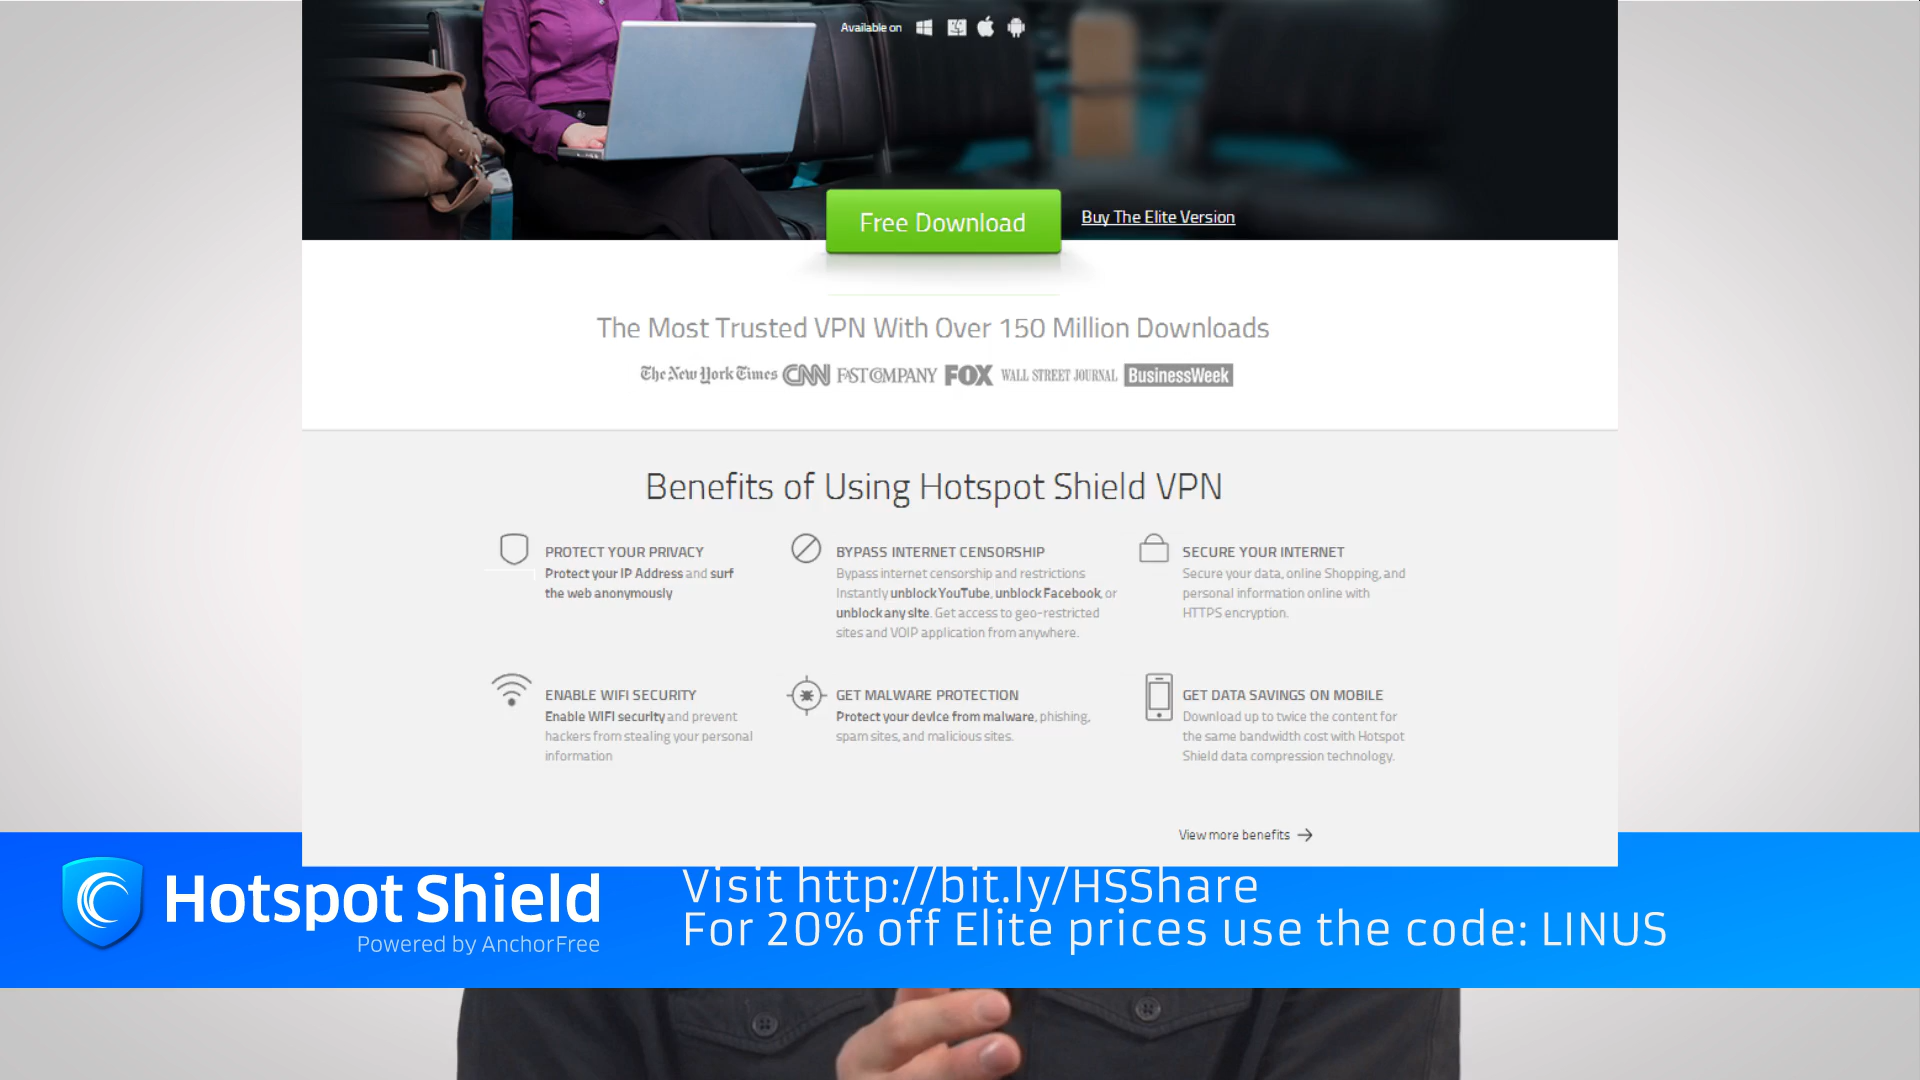 Available on
Free Download
Buy The Elite Version
The Most Trusted VPN With Over 150 Million Downloads
The New York Times CNN FAST COMPANY FOX WALL STREET JOURNAL BusinessWeek
Benefits of Using Hotspot Shield VPN
PROTECT YOUR PRIVACY
Protect your IP Address and surf
the web anonymously
BYPASS INTERNET CENSORSHIP
Bypass internet censorship and restrictions
Instantly unblock YouTube, unblock Facebook, or
unblock any site. Get access to geo-restricted
sites and VOIP application from anywhere.
SECURE YOUR INTERNET
Secure your data, online Shopping, and
personal information online with
HTTPS encryption.
ENABLE WIFI SECURITY
Enable WIFI security and prevent
hackers from stealing your personal
information
GET MALWARE PROTECTION
Protect your device from malware, phishing,
spam sites, and malicious sites.
GET DATA SAVINGS ON MOBILE
Download up to twice the content for
the same bandwidth cost with Hotspot
Shield data compression technology.
View more benefits
Hotspot Shield
Powered by AnchorFree
Visit http://bit.ly/HSShare
For 20% off Elite prices use the code: LINUS